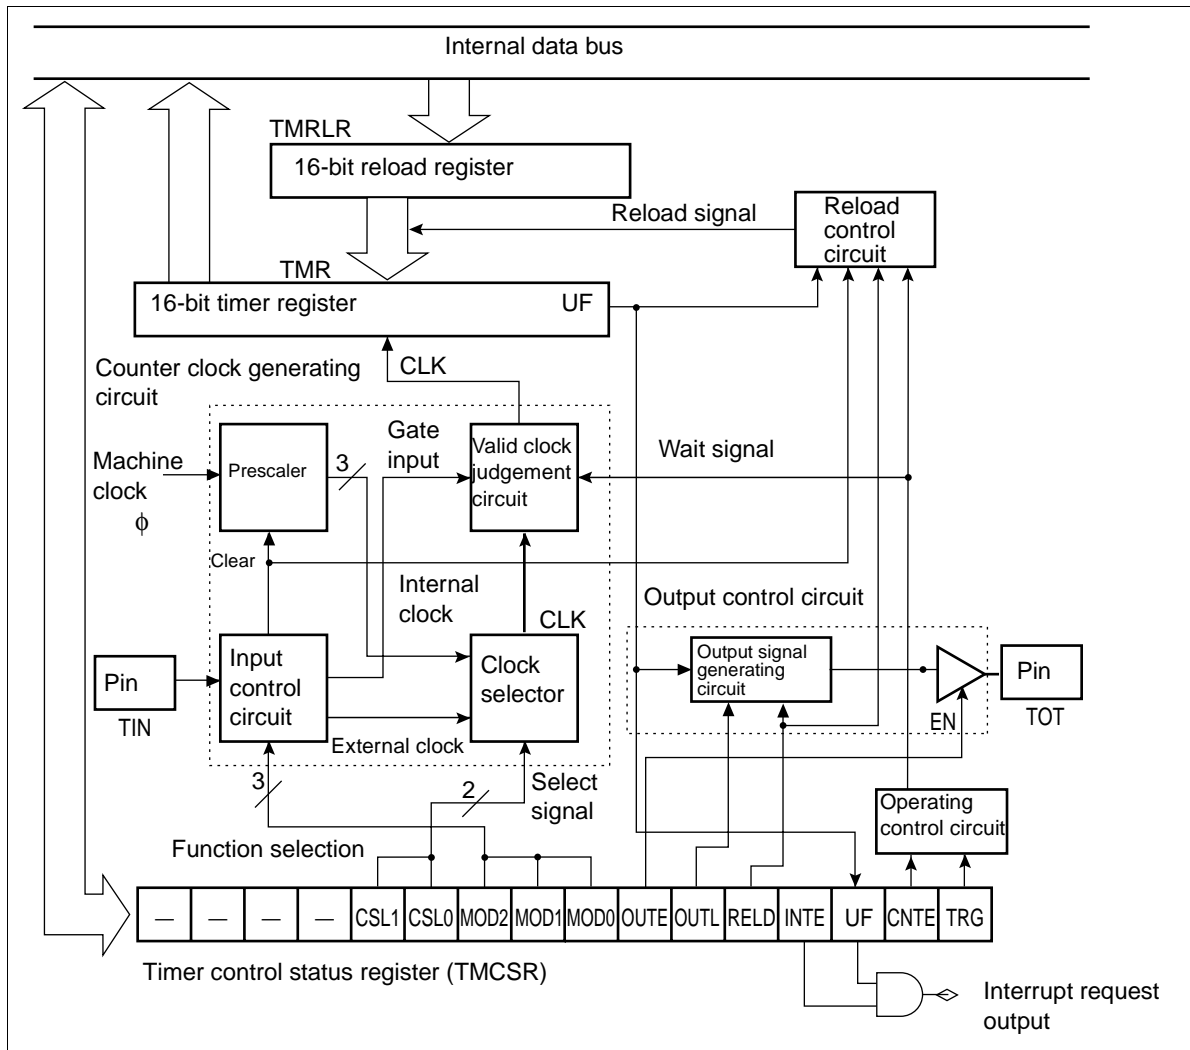 Internal data bus
TMRLR
16-bit reload register
Reload signal
Reload
control
circuit
TMR
16-bit timer register
UF
CLK
Counter clock generating
circuit
Gate
input
Machine
clock
ϕ
Prescaler
3
Valid clock
judgement
circuit
Wait signal
Clear
Internal
clock
CLK
Output control circuit
Pin
TIN
Input
control
circuit
Clock
selector
Output signal
generating
circuit
EN
Pin
TOT
External clock
3
2
Select
signal
Operating
control circuit
Function selection
— — — — CSL1 CSL0 MOD2 MOD1 MOD0 OUTE OUTL RELD INTE UF CNTE TRG
Timer control status register (TMCSR)
Interrupt request
output